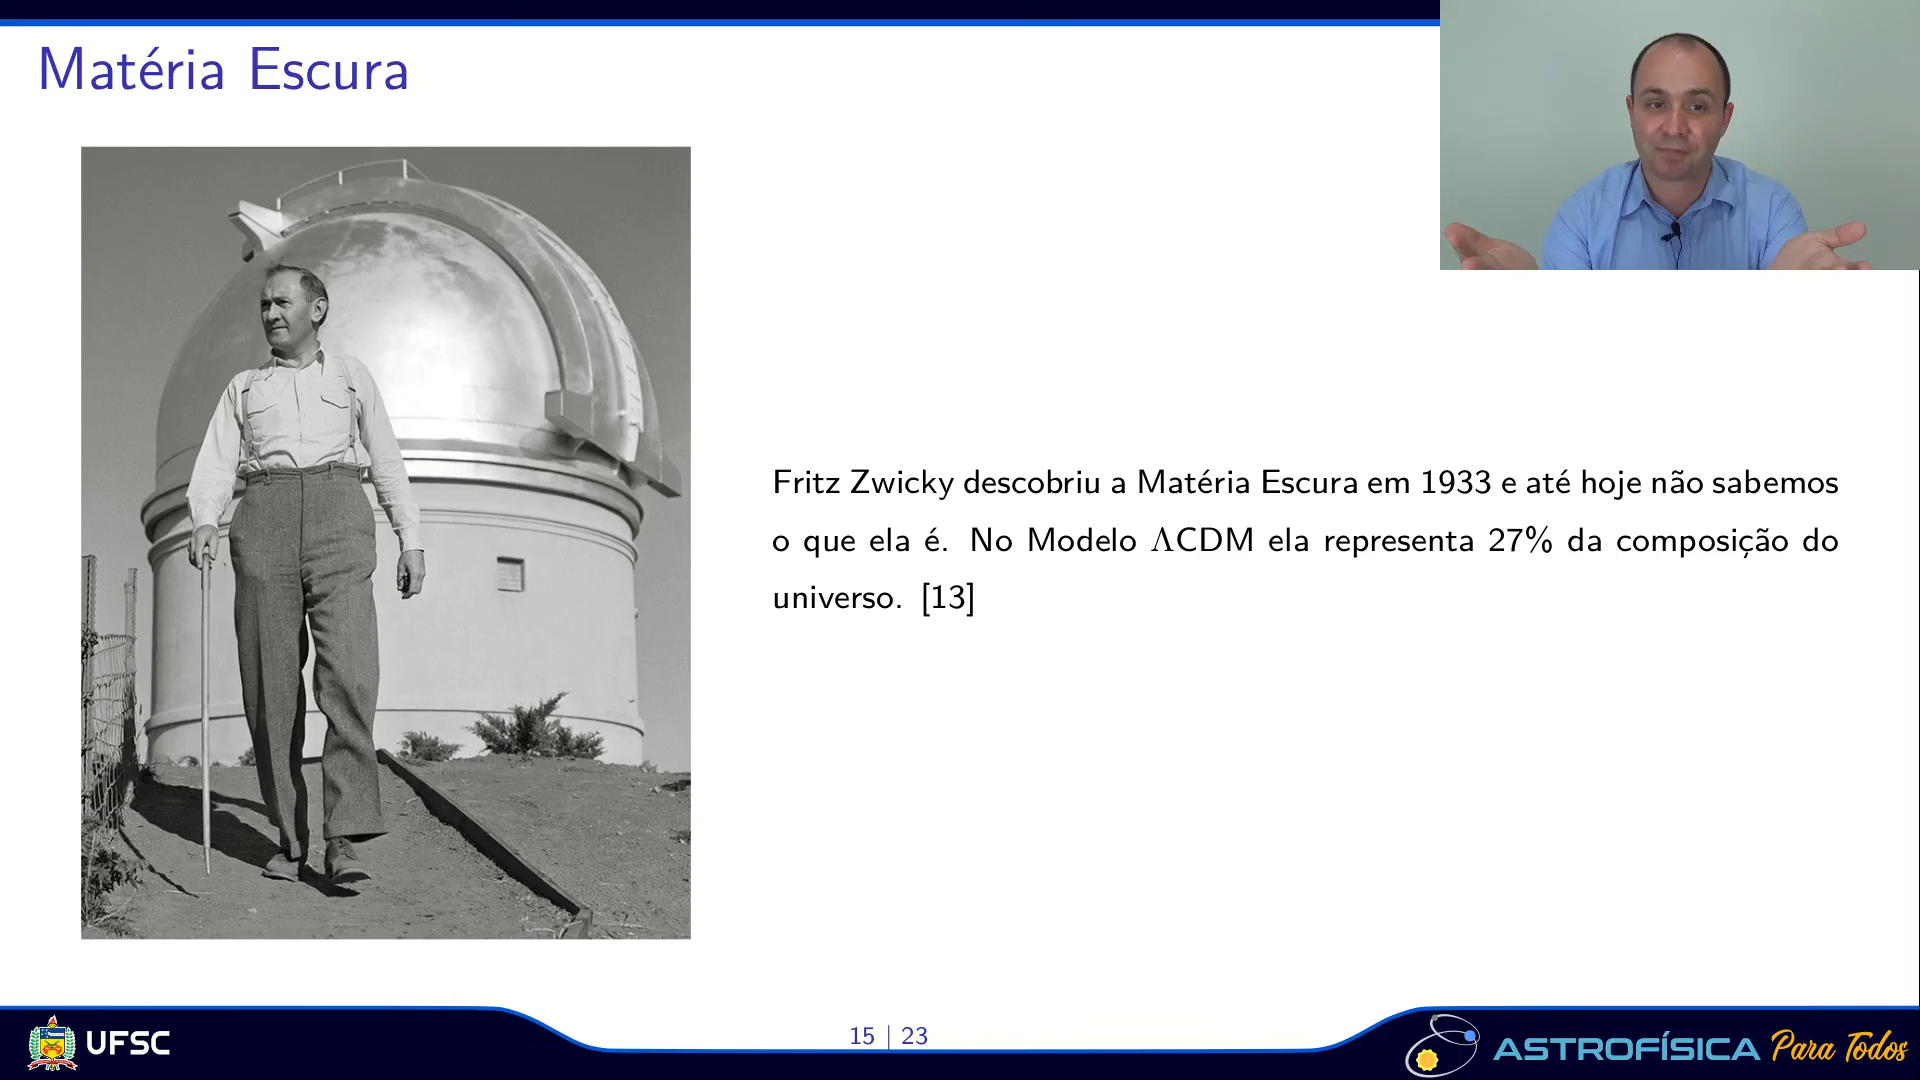 Matéria Escura
Fritz Zwicky descobriu a Matéria Escura em 1933 e até hoje não sabemos
o que ela é. No Modelo ΛCDM ela representa 27% da composição do
universo. [13]
UFSC
15 | 23
ASTROFÍSICA Para Todos